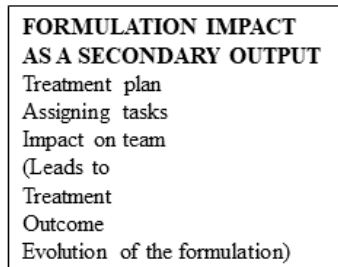 FORMULATION IMPACT
AS A SECONDARY OUTPUT
Treatment plan
Assigning tasks
Impact on team
(Leads to
Treatment
Outcome
Evolution of the formulation)